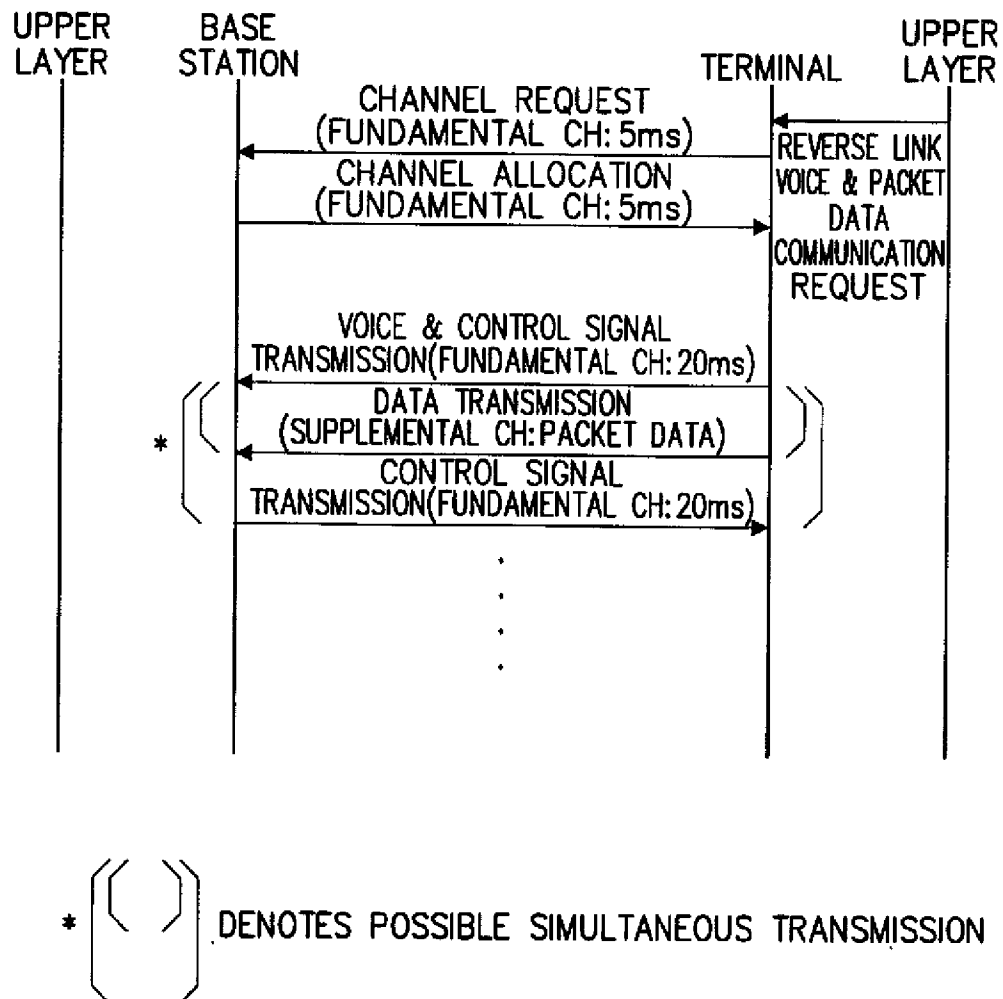 UPPER LAYER
BASE STATION
TERMINAL
UPPER LAYER
CHANNEL REQUEST
(FUNDAMENTAL CH: 5ms)
CHANNEL ALLOCATION
(FUNDAMENTAL CH: 5ms)
REVERSE LINK
VOICE & PACKET
DATA
COMMUNICATION
REQUEST
VOICE & CONTROL SIGNAL
TRANSMISSION(FUNDAMENTAL CH: 20ms)
DATA TRANSMISSION
(SUPPLEMENTAL CH:PACKET DATA)
*
CONTROL SIGNAL
TRANSMISSION(FUNDAMENTAL CH: 20ms)
* DENOTES POSSIBLE SIMULTANEOUS TRANSMISSION